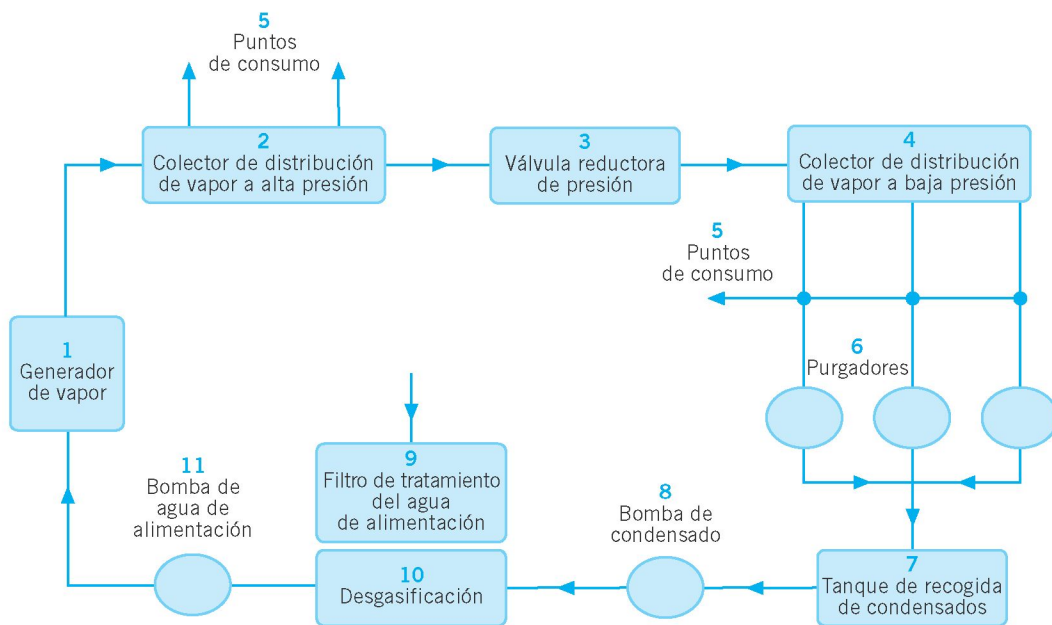 5
Puntos
de consumo
2
Colector de distribución
de vapor a alta presión
3
Válvula reductora
de presión
4
Colector de distribución
de vapor a baja presión
5
Puntos
de consumo
1
Generador
de vapor
6
Purgadores
11
Bomba de
agua de
alimentación
9
Filtro de tratamiento
del agua
de alimentación
8
Bomba de
condensado
10
Desgasificación
7
Tanque de recogida
de condensados